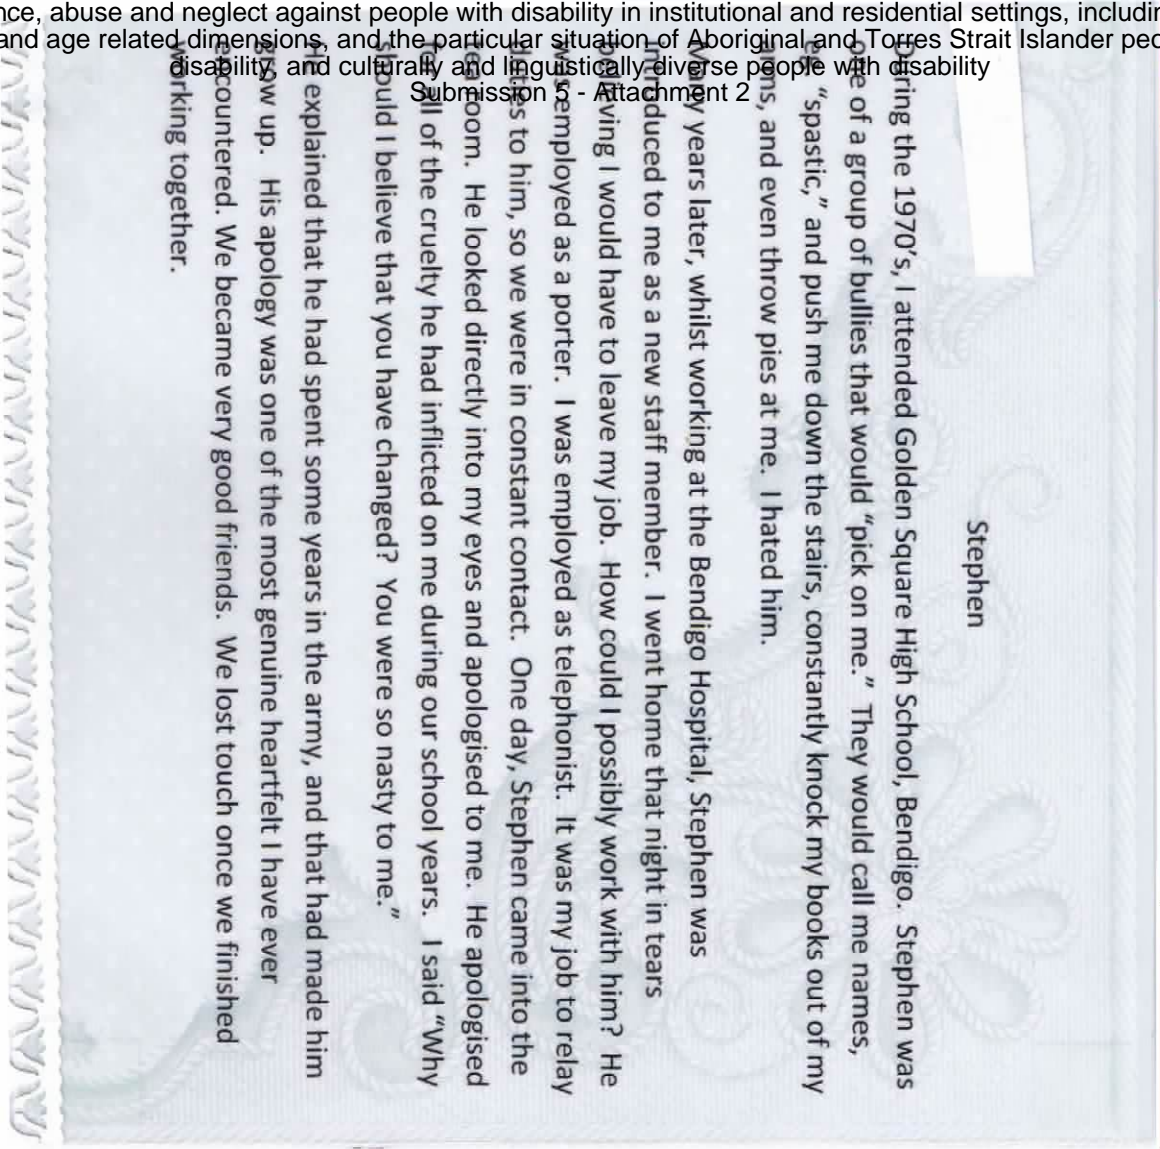 nce, abuse and neglect against people with disability in institutional and residential settings, includin
and age related dimensions, and the particular situation of Aboriginal and Torres Strait Islander peo
disability, and culturally and linguistically diverse people with disability
Submission 5 - Attachment 2
Stephen
During the 1970's, I attended Golden Square High School, Bendigo. Stephen was
one of a group of bullies that would "pick on me." They would call me names,
eg. "spastic," and push me down the stairs, constantly knock my books out of my
arms, and even throw pies at me. I hated him.
Many years later, whilst working at the Bendigo Hospital, Stephen was
introduced to me as a new staff member. I went home that night in tears
believing I would have to leave my job. How could I possibly work with him? He
was employed as a porter. I was employed as telephonist. It was my job to relay
duties to him, so we were in constant contact. One day, Stephen came into the
tea room. He looked directly into my eyes and apologised to me. He apologised
for all of the cruelty he had inflicted on me during our school years. I said "Why
should I believe that you have changed? You were so nasty to me."
He explained that he had spent some years in the army, and that had made him
grow up. His apology was one of the most genuine heartfelt I have ever
encountered. We became very good friends. We lost touch once we finished
working together.